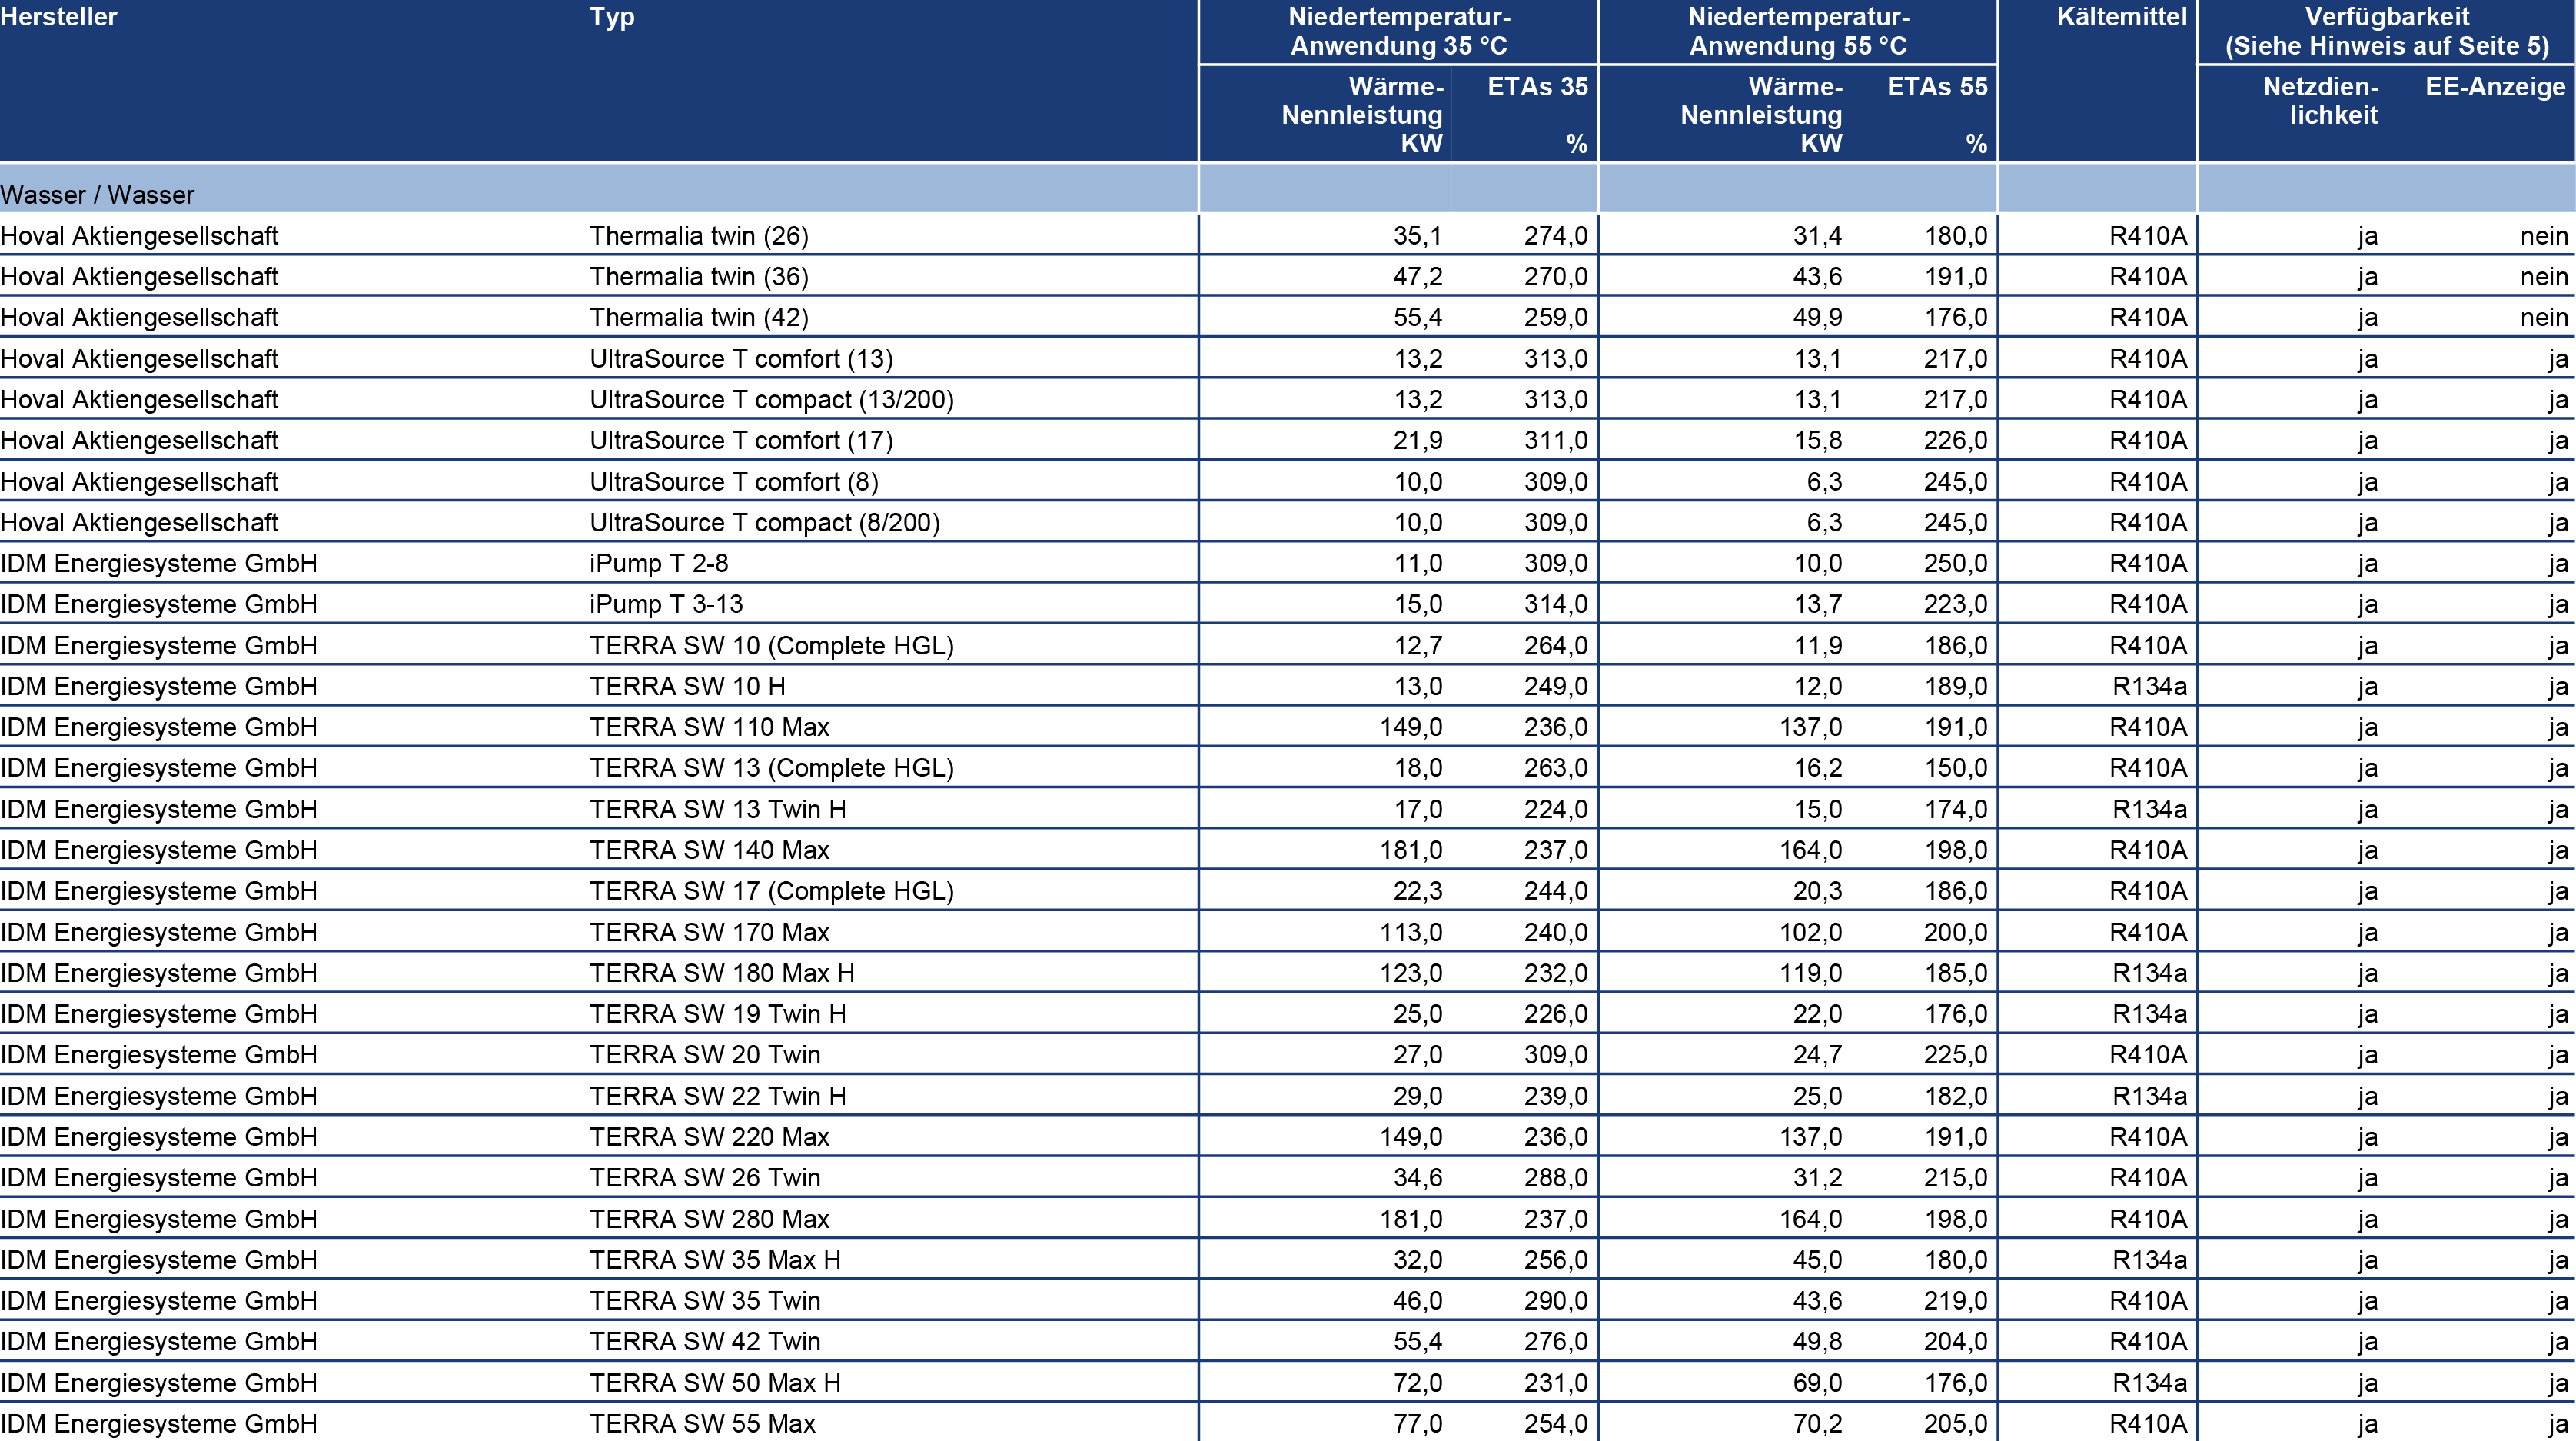 Hersteller Typ Niedertemperatur- Niedertemperatur- Kältemittel Verfügbarkeit
Anwendung 35 °C Anwendung 55 °C (Siehe Hinweis auf Seite 5)
Wärme- ETAs 35 Wärme- ETAs 55 Netzdien- EE-Anzeige
Nennleistung Nennleistung lichkeit
KW % KW %
Wasser / Wasser
Hoval Aktiengesellschaft Thermalia twin (26) 35,1 274,0 31,4 180,0 R410A ja nein
Hoval Aktiengesellschaft Thermalia twin (36) 47,2 270,0 43,6 191,0 R410A ja nein
Hoval Aktiengesellschaft Thermalia twin (42) 55,4 259,0 49,9 176,0 R410A ja nein
Hoval Aktiengesellschaft UltraSource T comfort (13) 13,2 313,0 13,1 217,0 R410A ja ja
Hoval Aktiengesellschaft UltraSource T compact (13/200) 13,2 313,0 13,1 217,0 R410A ja ja
Hoval Aktiengesellschaft UltraSource T comfort (17) 21,9 311,0 15,8 226,0 R410A ja ja
Hoval Aktiengesellschaft UltraSource T comfort (8) 10,0 309,0 6,3 245,0 R410A ja ja
Hoval Aktiengesellschaft UltraSource T compact (8/200) 10,0 309,0 6,3 245,0 R410A ja ja
IDM Energiesysteme GmbH iPump T 2-8 11,0 309,0 10,0 250,0 R410A ja ja
IDM Energiesysteme GmbH iPump T 3-13 15,0 314,0 13,7 223,0 R410A ja ja
IDM Energiesysteme GmbH TERRA SW 10 (Complete HGL) 12,7 264,0 11,9 186,0 R410A ja ja
IDM Energiesysteme GmbH TERRA SW 10 H 13,0 249,0 12,0 189,0 R134a ja ja
IDM Energiesysteme GmbH TERRA SW 110 Max 149,0 236,0 137,0 191,0 R410A ja ja
IDM Energiesysteme GmbH TERRA SW 13 (Complete HGL) 18,0 263,0 16,2 150,0 R410A ja ja
IDM Energiesysteme GmbH TERRA SW 13 Twin H 17,0 224,0 15,0 174,0 R134a ja ja
IDM Energiesysteme GmbH TERRA SW 140 Max 181,0 237,0 164,0 198,0 R410A ja ja
IDM Energiesysteme GmbH TERRA SW 17 (Complete HGL) 22,3 244,0 20,3 186,0 R410A ja ja
IDM Energiesysteme GmbH TERRA SW 170 Max 113,0 240,0 102,0 200,0 R410A ja ja
IDM Energiesysteme GmbH TERRA SW 180 Max H 123,0 232,0 119,0 185,0 R134a ja ja
IDM Energiesysteme GmbH TERRA SW 19 Twin H 25,0 226,0 22,0 176,0 R134a ja ja
IDM Energiesysteme GmbH TERRA SW 20 Twin 27,0 309,0 24,7 225,0 R410A ja ja
IDM Energiesysteme GmbH TERRA SW 22 Twin H 29,0 239,0 25,0 182,0 R134a ja ja
IDM Energiesysteme GmbH TERRA SW 220 Max 149,0 236,0 137,0 191,0 R410A ja ja
IDM Energiesysteme GmbH TERRA SW 26 Twin 34,6 288,0 31,2 215,0 R410A ja ja
IDM Energiesysteme GmbH TERRA SW 280 Max 181,0 237,0 164,0 198,0 R410A ja ja
IDM Energiesysteme GmbH TERRA SW 35 Max H 32,0 256,0 45,0 180,0 R134a ja ja
IDM Energiesysteme GmbH TERRA SW 35 Twin 46,0 290,0 43,6 219,0 R410A ja ja
IDM Energiesysteme GmbH TERRA SW 42 Twin 55,4 276,0 49,8 204,0 R410A ja ja
IDM Energiesysteme GmbH TERRA SW 50 Max H 72,0 231,0 69,0 176,0 R134a ja ja
IDM Energiesysteme GmbH TERRA SW 55 Max 77,0 254,0 70,2 205,0 R410A ja ja